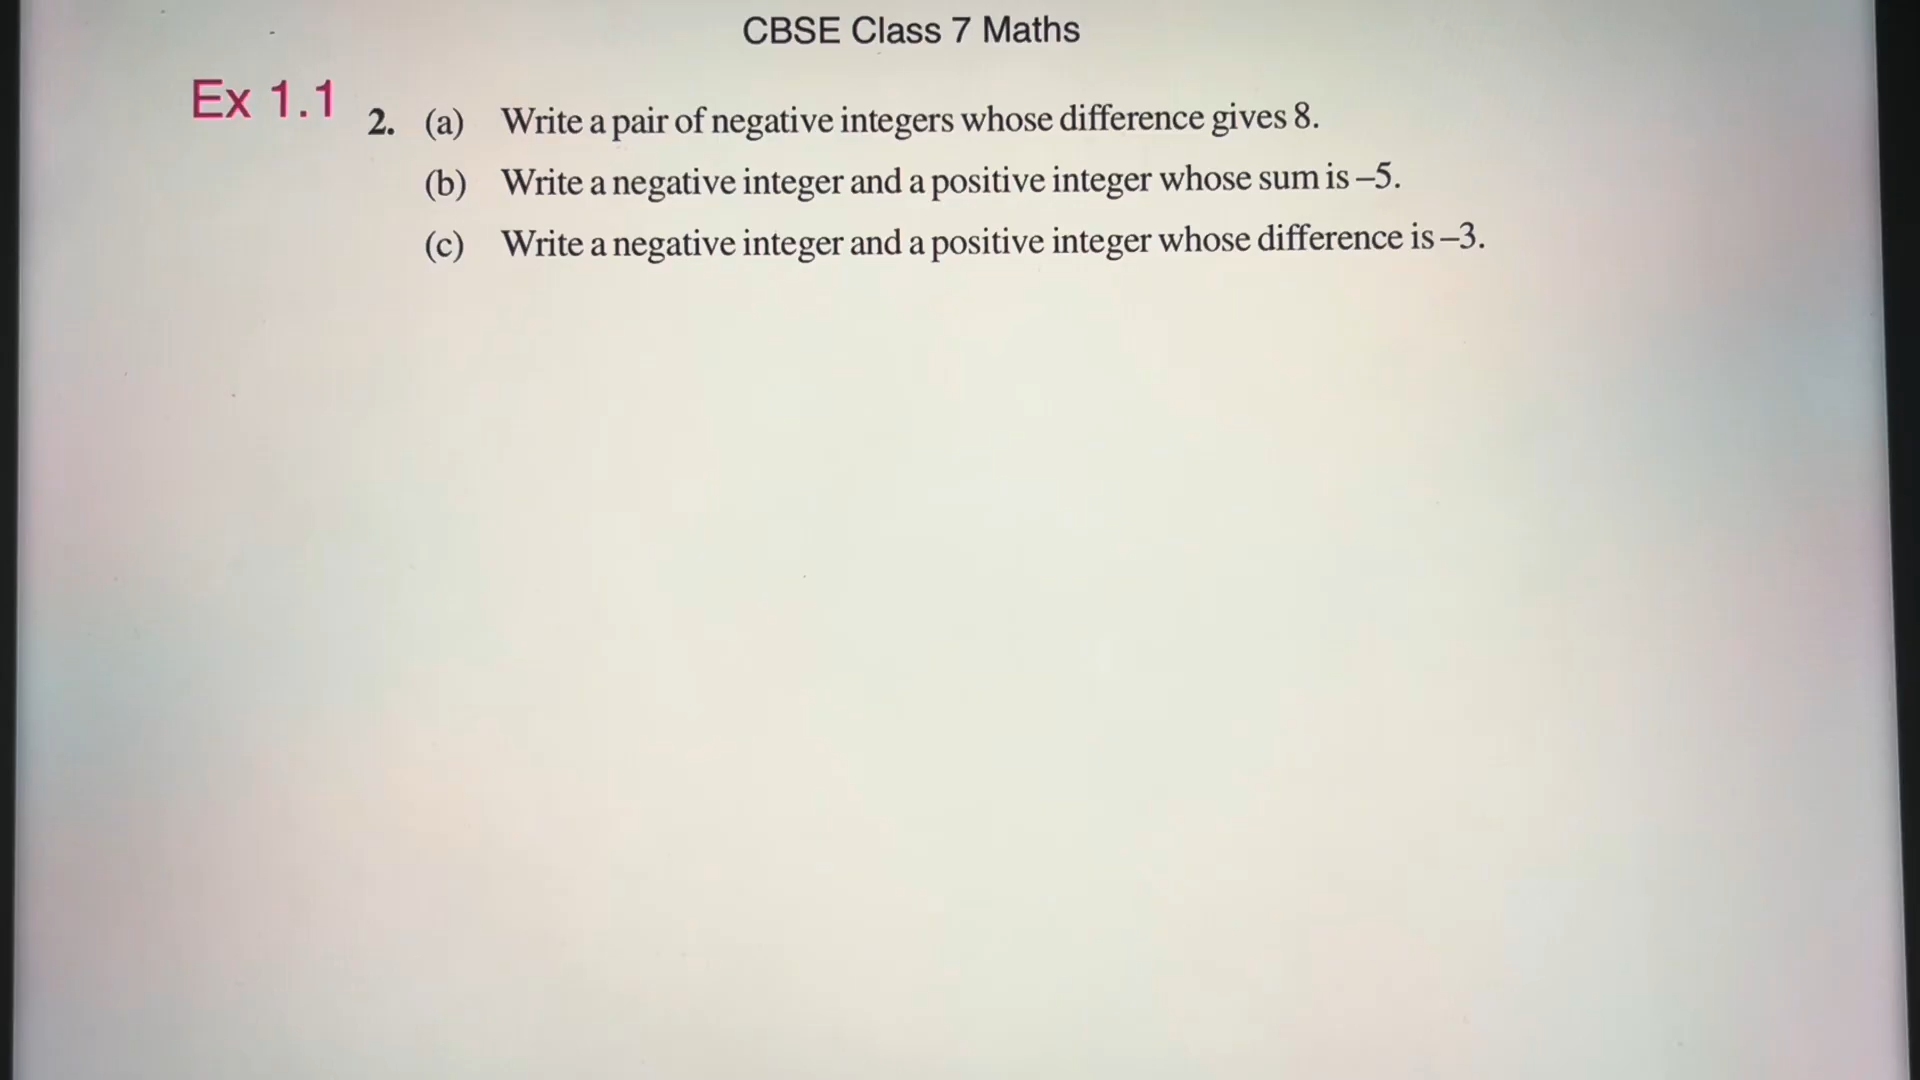 CBSE Class 7 Maths
Ex 1.1
2. (a) Write a pair of negative integers whose difference gives 8.
(b) Write a negative integer and a positive integer whose sum is –5.
(c) Write a negative integer and a positive integer whose difference is –3.